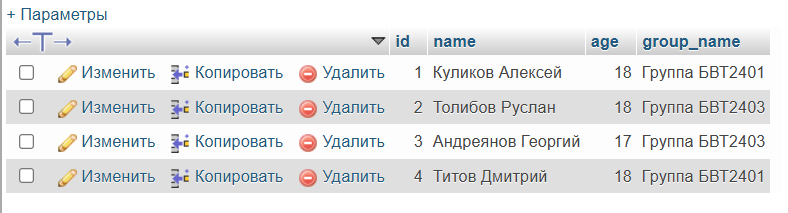 + Параметры
←T→ id name age group_name
Изменить Копировать Удалить 1 Куликов Алексей 18 Группа БВТ2401
Изменить Копировать Удалить 2 Толибов Руслан 18 Группа БВТ2403
Изменить Копировать Удалить 3 Андреянов Георгий 17 Группа БВТ2403
Изменить Копировать Удалить 4 Титов Дмитрий 18 Группа БВТ2401